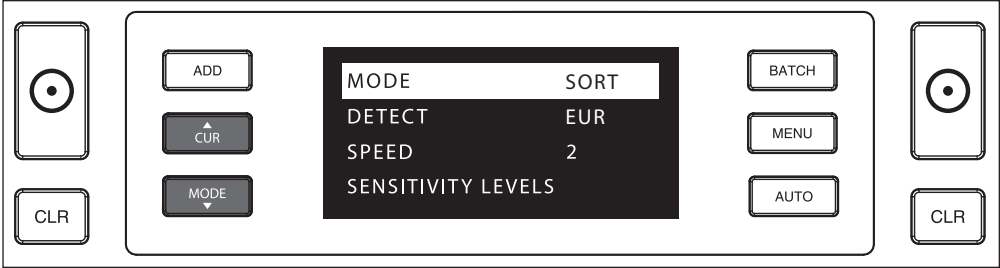 ADD
CUR
MODE
CLR
MODE SORT
DETECT EUR
SPEED 2
SENSITIVITY LEVELS
BATCH
MENU
AUTO
CLR